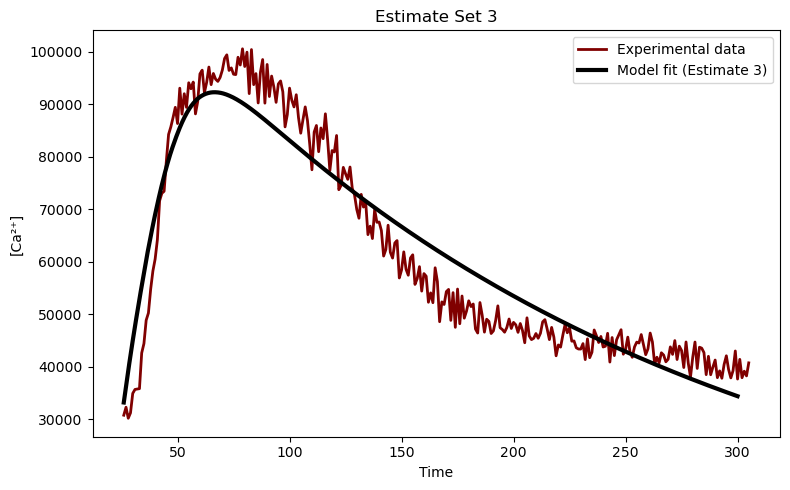 Estimate Set 3
Experimental data
Model fit (Estimate 3)
[Ca²⁺]
100000
90000
80000
70000
60000
50000
40000
30000
50
100
150
200
250
300
Time